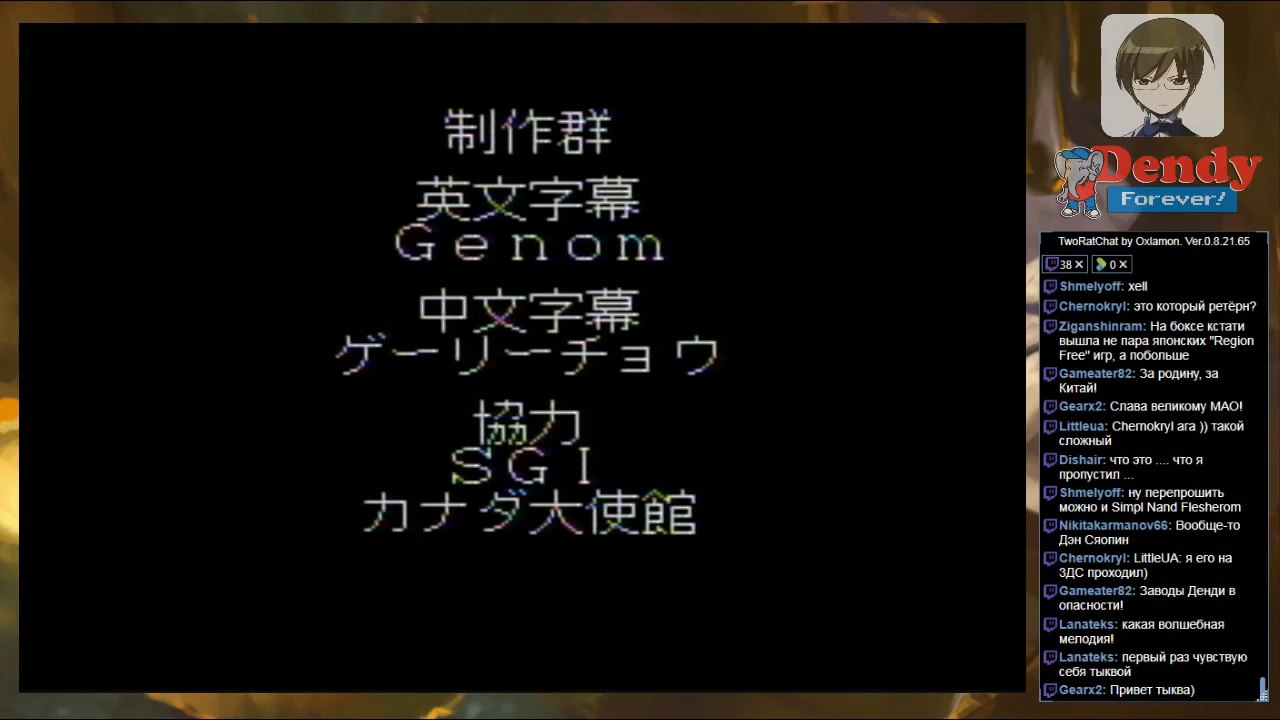 制作群
英文字幕
Ｇｅｎｏｍ
中文字幕
ゲーリーチョウ
協力
ＳＧＩ
カナダ大使館
Dendy
Forever!
TwoRatChat by Oxlamon. Ver.0.8.21.65
38 ×
0 ×
Shmelyoff: xell
Chernokryl: это который ретёрн?
Ziganshinram: На боксе кстати
вышла не пара японских "Region
Free" игр, а побольше
Gameater82: За родину, за
Китай!
Gearx2: Слава великому МАО!
Littleua: Chernokryl ага )) такой
сложный
Dishair: что это .... что я
пропустил ...
Shmelyoff: ну перепрошить
можно и Simpl Nand Flesherom
Nikitakarmanov66: Вообще-то
Дэн Сяопин
Chernokryl: LittleUA: я его на
3ДС проходил)
Gameater82: Заводы Денди в
опасности!
Lanateks: какая волшебная
мелодия!
Lanateks: первый раз чувствую
себя тыквой
Gearx2: Привет тыква)